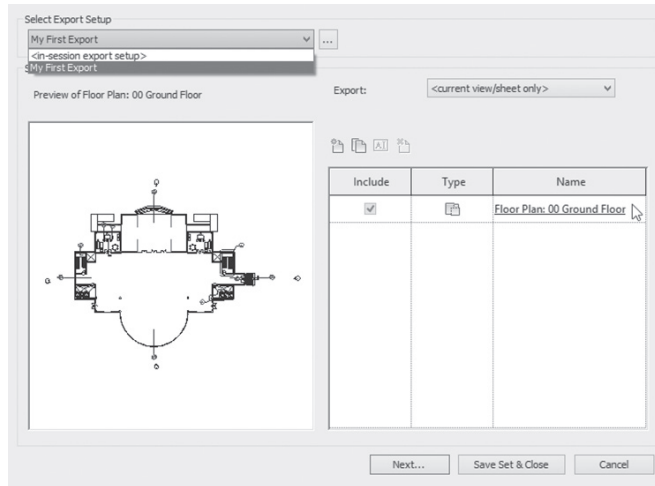 Select Export Setup
My First Export
...
<in-session export setup>
My First Export
Preview of Floor Plan: 00 Ground Floor
Export:
<current view/sheet only>
Include Type Name
Floor Plan: 00 Ground Floor
Next... Save Set & Close Cancel